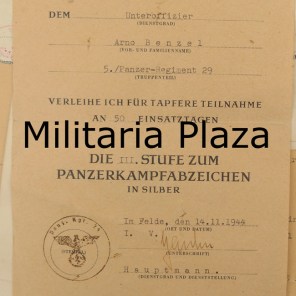 DEM Unteroffizier
(DIENSTGRAD)
Arno Benzel
(VOR- UND FAMILIENNAME)
5./Panzer-Regiment 29
(TRUPPENTEIL)
VERLEIHE ICH FÜR TAPFERE TEILNAHME
AN 50 EINSATZTAGEN
Militaria Plaza
DIE III. STUFE ZUM
PANZERKAMPFABZEICHEN
IN SILBER
In Felde, den 14.11.1944
(ORT UND DATUM)
I. V.
(UNTERSCHRIFT)
Hauptmann.
(DIENSTGRAD UND DIENSTSTELLUNG)